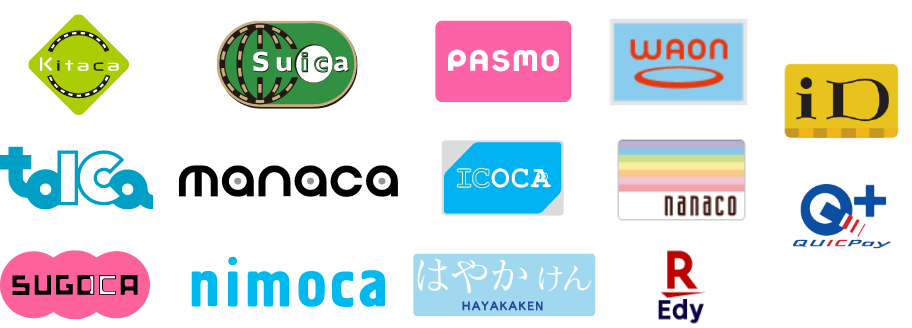 Kitaca
Suica
PASMO
WAON
iD
toICa
manaca
ICOCA
nanaco
Q+
QUICPay
SUGOCA
nimoca
はやかけん
HAYAKAKEN
R
Edy